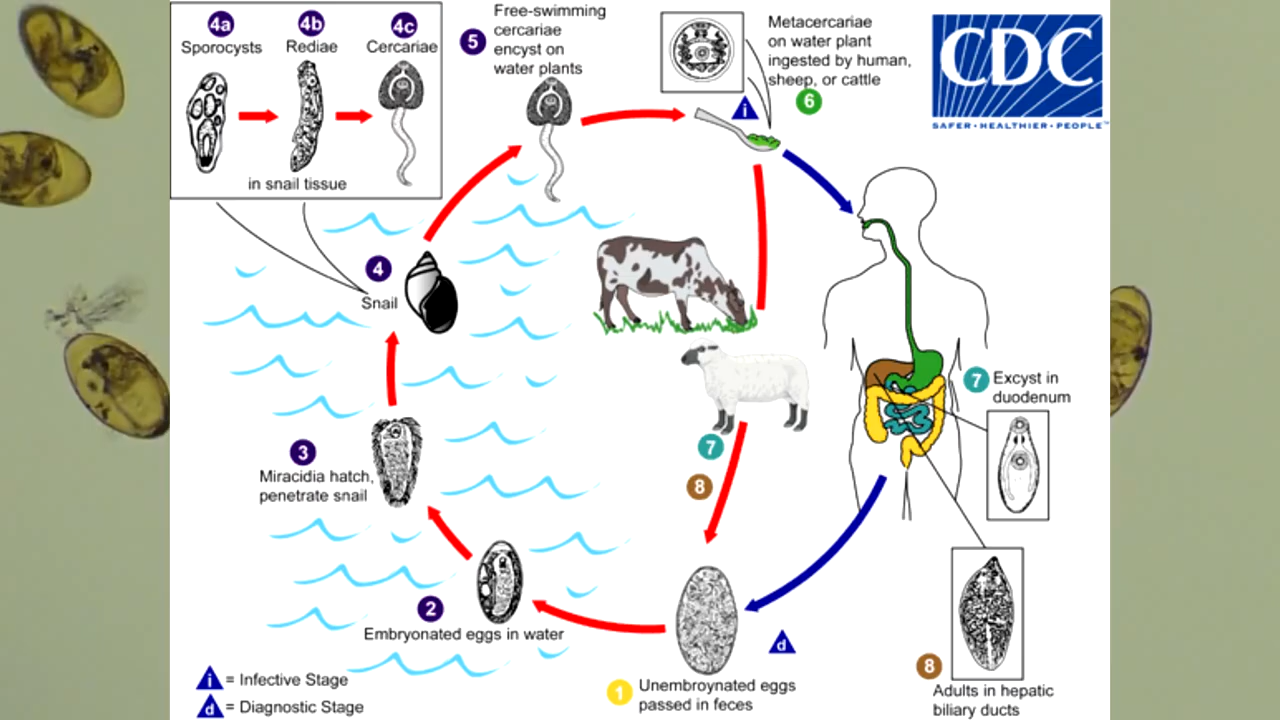 4a
Sporocysts
4b
Rediae
4c
Cercariae
in snail tissue
5
Free-swimming
cercariae
encyst on
water plants
Metacercariae
on water plant
ingested by human,
sheep, or cattle
6
i
CDC
SAFER•HEALTHIER•PEOPLE™
4
Snail
7
Excyst in
duodenum
3
Miracidia hatch,
penetrate snail
7
8
2
Embryonated eggs in water
d
1
Unembroynated eggs
passed in feces
8
Adults in hepatic
biliary ducts
i = Infective Stage
d = Diagnostic Stage